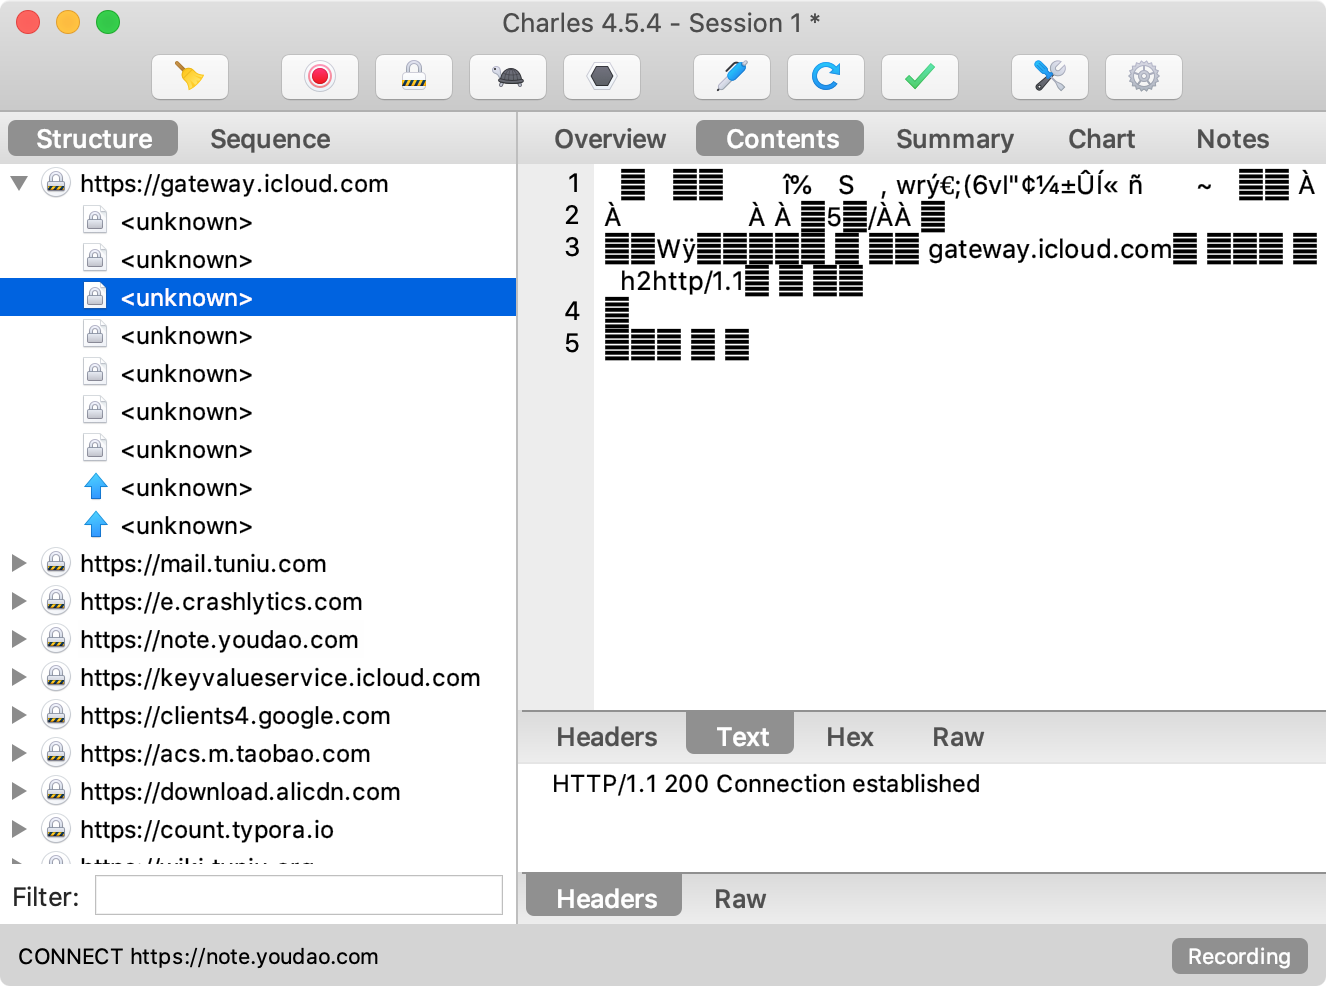 Charles 4.5.4 - Session 1 *
Structure Sequence
Overview Contents Summary Chart Notes
https://gateway.icloud.com
<unknown>
<unknown>
<unknown>
<unknown>
<unknown>
<unknown>
<unknown>
<unknown>
<unknown>
https://mail.tuniu.com
https://e.crashlytics.com
https://note.youdao.com
https://keyvalueservice.icloud.com
https://clients4.google.com
https://acs.m.taobao.com
https://download.alicdn.com
https://count.typora.io
Filter:
1 î% S , wrý€;(6vI"¢¼±ÛÍ« ñ ~ À
2 À À À 5 /ÀÀ
3 Wÿ gateway.icloud.com
h2http/1.1
4
5
Headers Text Hex Raw
HTTP/1.1 200 Connection established
Headers Raw
CONNECT https://note.youdao.com
Recording